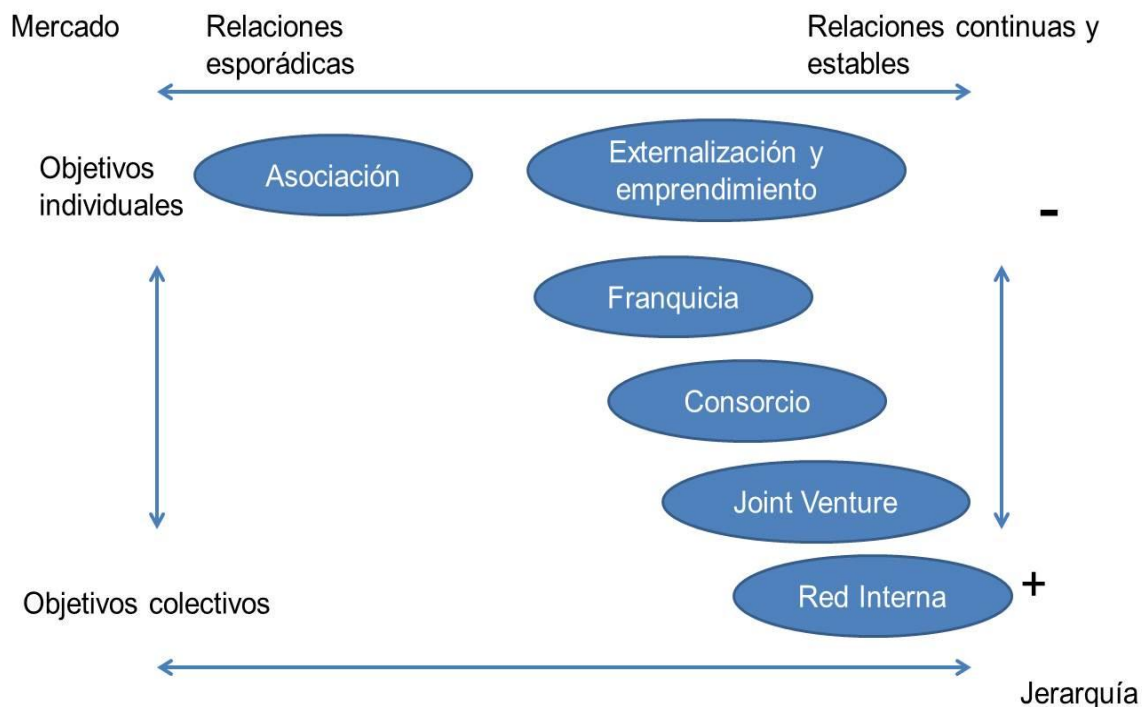 Mercado
Relaciones
esporádicas
Relaciones continuas y
estables
Objetivos
individuales
Asociación
Externalización y
emprendimiento
-
Franquicia
Consorcio
Joint Venture
Red Interna
+
Objetivos colectivos
Jerarquía